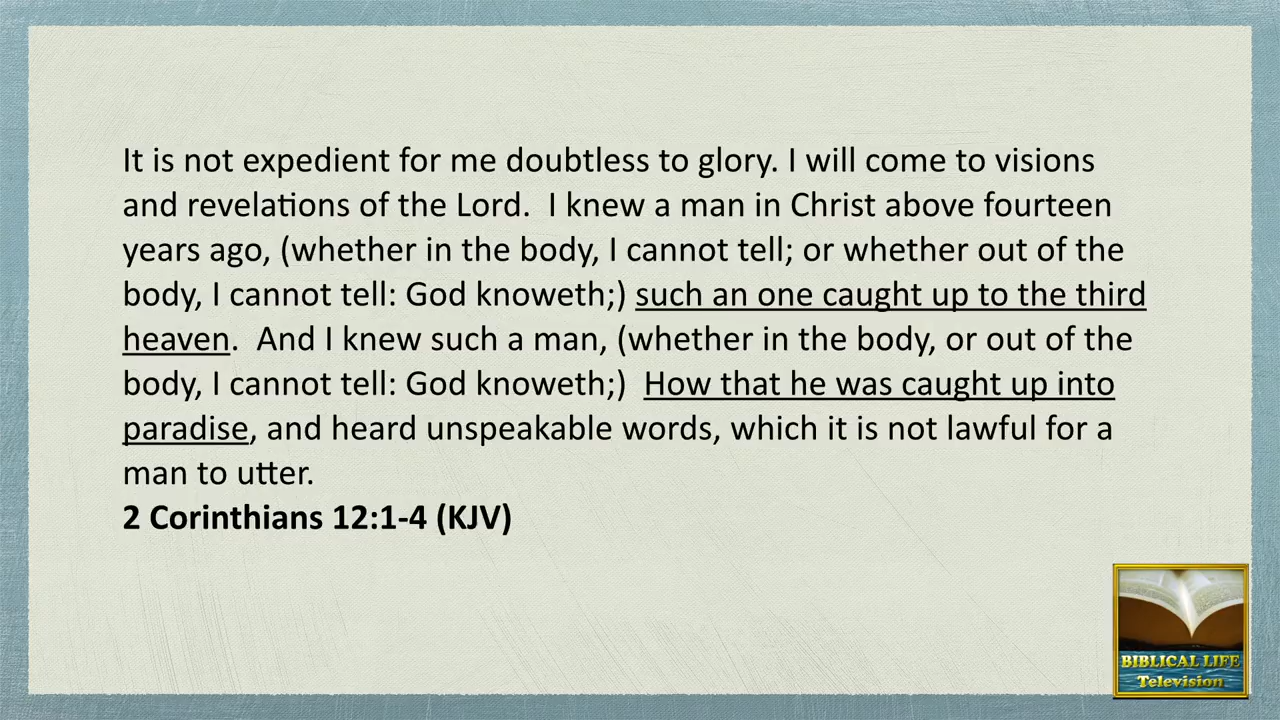 It is not expedient for me doubtless to glory. I will come to visions
and revelations of the Lord.  I knew a man in Christ above fourteen
years ago, (whether in the body, I cannot tell; or whether out of the
body, I cannot tell: God knoweth;) such an one caught up to the third
heaven.  And I knew such a man, (whether in the body, or out of the
body, I cannot tell: God knoweth;)  How that he was caught up into
paradise, and heard unspeakable words, which it is not lawful for a
man to utter.
2 Corinthians 12:1-4 (KJV)
BIBLICAL LIFE
Television